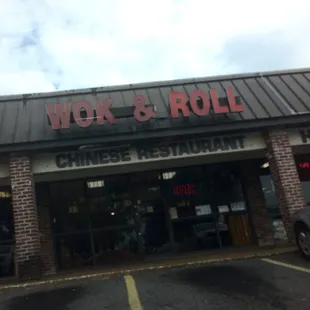 WOK & ROLL
CHINESE RESTAURANT